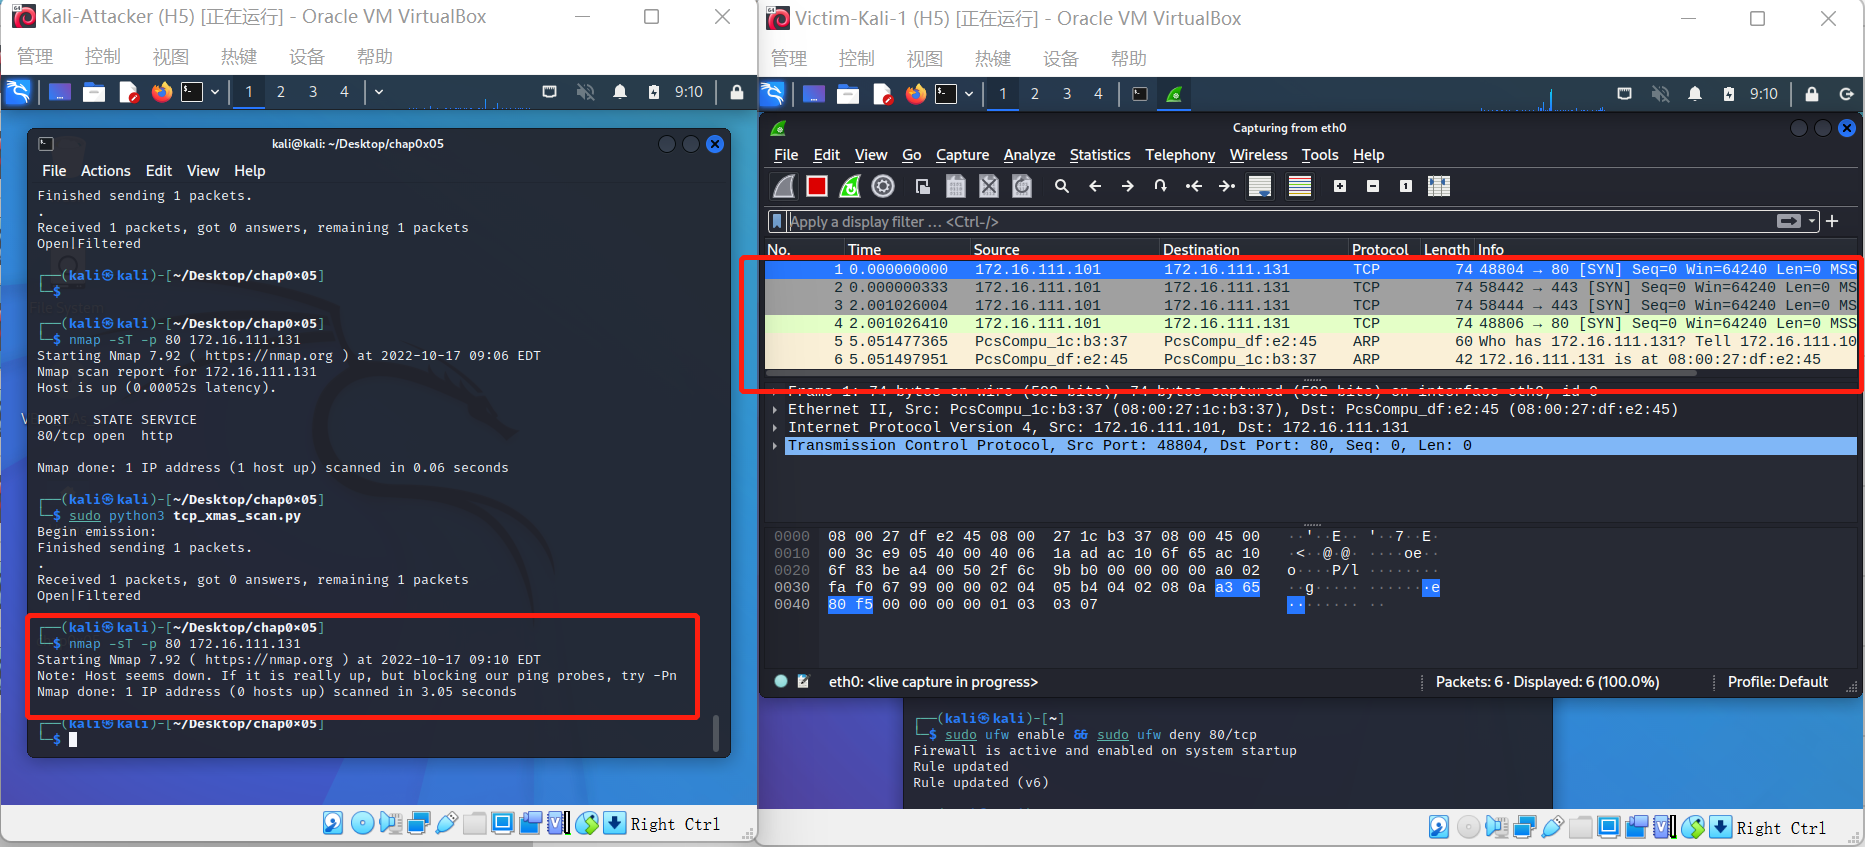 Kali-Attacker (H5) [正在运行] - Oracle VM VirtualBox
管理 控制 视图 热键 设备 帮助
1 2 3 4 9:10
kali@kali: ~/Desktop/chap0x05
File Actions Edit View Help
Finished sending 1 packets.
.
Received 1 packets, got 0 answers, remaining 1 packets
Open|Filtered
┌──(kali㉿kali)-[~/Desktop/chap0x05]
└─$
┌──(kali㉿kali)-[~/Desktop/chap0x05]
└─$ nmap -sT -p 80 172.16.111.131
Starting Nmap 7.92 ( https://nmap.org ) at 2022-10-17 09:06 EDT
Nmap scan report for 172.16.111.131
Host is up (0.00052s latency).
PORT   STATE SERVICE
80/tcp open  http
Nmap done: 1 IP address (1 host up) scanned in 0.06 seconds
┌──(kali㉿kali)-[~/Desktop/chap0x05]
└─$ sudo python3 tcp_xmas_scan.py
Begin emission:
Finished sending 1 packets.
.
Received 1 packets, got 0 answers, remaining 1 packets
Open|Filtered
┌──(kali㉿kali)-[~/Desktop/chap0x05]
└─$ nmap -sT -p 80 172.16.111.131
Starting Nmap 7.92 ( https://nmap.org ) at 2022-10-17 09:10 EDT
Note: Host seems down. If it is really up, but blocking our ping probes, try -Pn
Nmap done: 1 IP address (0 hosts up) scanned in 3.05 seconds
┌──(kali㉿kali)-[~/Desktop/chap0x05]
└─$
Right Ctrl
Victim-Kali-1 (H5) [正在运行] - Oracle VM VirtualBox
管理 控制 视图 热键 设备 帮助
1 2 3 4 9:10
Capturing from eth0
File Edit View Go Capture Analyze Statistics Telephony Wireless Tools Help
Apply a display filter … <Ctrl-/>
No. Time Source Destination Protocol Length Info
1 0.000000000 172.16.111.101 172.16.111.131 TCP 74 48804 → 80 [SYN] Seq=0 Win=64240 Len=0 MSS
2 0.000000333 172.16.111.101 172.16.111.131 TCP 74 58442 → 443 [SYN] Seq=0 Win=64240 Len=0 MS
3 2.001026004 172.16.111.101 172.16.111.131 TCP 74 58444 → 443 [SYN] Seq=0 Win=64240 Len=0 MS
4 2.001026410 172.16.111.101 172.16.111.131 TCP 74 48806 → 80 [SYN] Seq=0 Win=64240 Len=0 MSS
5 5.051477365 PcsCompu_1c:b3:37 PcsCompu_df:e2:45 ARP 60 Who has 172.16.111.131? Tell 172.16.111.10
6 5.051497951 PcsCompu_df:e2:45 PcsCompu_1c:b3:37 ARP 42 172.16.111.131 is at 08:00:27:df:e2:45
Frame 1: 74 bytes on wire (592 bits), 74 bytes captured (592 bits) on interface eth0, id 0
Ethernet II, Src: PcsCompu_1c:b3:37 (08:00:27:1c:b3:37), Dst: PcsCompu_df:e2:45 (08:00:27:df:e2:45)
Internet Protocol Version 4, Src: 172.16.111.101, Dst: 172.16.111.131
Transmission Control Protocol, Src Port: 48804, Dst Port: 80, Seq: 0, Len: 0
0000 08 00 27 df e2 45 08 00 27 1c b3 37 08 00 45 00 ··'··E·· '··7··E·
0010 00 3c e9 05 40 00 40 06 1a ad ac 10 6f 65 ac 10 ·<··@·@· ····oe··
0020 6f 83 be a4 00 50 2f 6c 9b b0 00 00 00 00 a0 02 o····P/l ········
0030 fa f0 67 99 00 00 02 04 05 b4 04 02 08 0a a3 65 ··g····· ·······e
0040 80 f5 00 00 00 00 01 03 03 07 ········ ··
eth0: <live capture in progress> Packets: 6 · Displayed: 6 (100.0%) Profile: Default
┌──(kali㉿kali)-[~]
└─$ sudo ufw enable && sudo ufw deny 80/tcp
Firewall is active and enabled on system startup
Rule updated
Rule updated (v6)
Right Ctrl